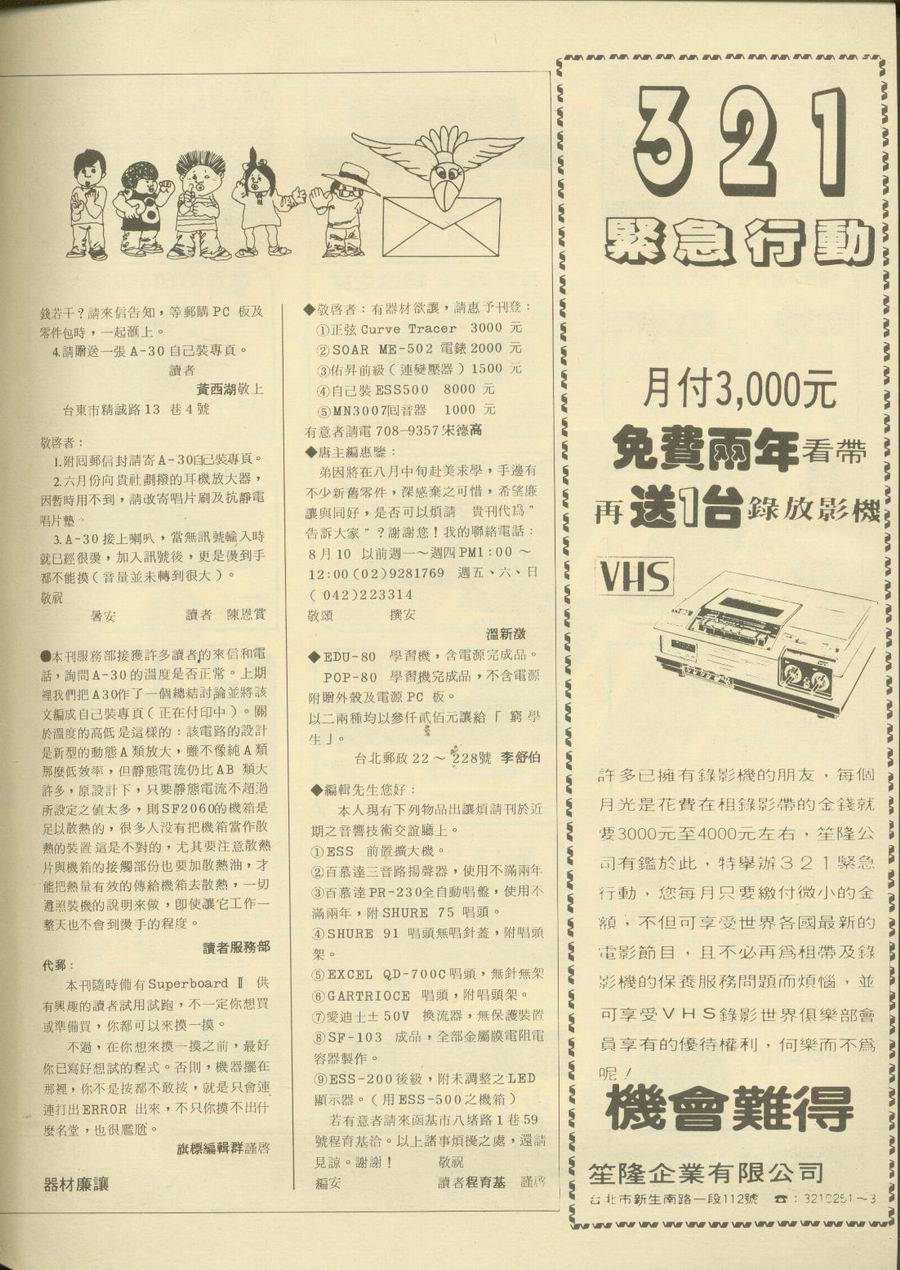 錢若干？請來信告知，等郵購 PC 板及
零件包時，一起匯上。
4.請贈送一張 A-30 自己裝專頁。
讀者
黃西湖敬上
台東市精誠路 13 巷 4 號
敬啓者：
1.附囘郵信封請寄 A-30自己裝專頁。
2.六月份向貴社劃撥的耳機放大器，
因暫時用不到，請改寄唱片刷及抗靜電
唱片墊。
3.A-30 接上喇叭，當無訊號輸入時
就已經很燙，加入訊號後，更是燙到手
都不能摸（音量並未轉到很大）。
敬祝
暑安 讀者 陳恩賞
●本刊服務部接獲許多讀者的來信和電
話，詢問 A-30 的溫度是否正常。上期
裡我們把 A30作了一個總結討論並將該
文編成自己裝專頁（正在付印中）。關
於溫度的高低是這樣的：該電路的設計
是新型的動態 A 類放大，雖不像純 A 類
那麼低效率，但靜態電流仍比 AB 類大
許多，原設計下，只要靜態電流不超過
所設定之値太多，則SF2060的機箱是
足以散熱的，很多人沒有把機箱當作散
熱的裝置這是不對的，尤其要注意散熱
片與機箱的接觸部份也要加散熱油，才
能把熱量有效的傳給機箱去散熱，一切
遵照裝機的說明來做，卽使讓它工作一
整天也不會到燙手的程度。
讀者服務部
代郵：
本刊隨時備有Superboard Ⅱ 供
有興趣的讀者試用試跑，不一定你想買
或準備買，你都可以來摸一摸。
不過，在你想來摸一摸之前，最好
你已寫好想試的程式。否則，機器擺在
那裡，你不是按都不敢按，就是只會連
連打出ERROR 出來，不只你摸不出什
麼名堂，也很尷尬。
旗標編輯群謹啓
器材廉讓
◆敬啓者：有器材欲讓，請惠予刊登：
①正弦 Curve Tracer 3000 元
②SOAR ME-502 電錶 2000 元
③佑昇前級（連變壓器）1500 元
④自己裝 ESS500 8000 元
⑤MN3007囘音器 1000 元
有意者請電 708-9357 宋德高
◆唐主編惠鑒：
弟因將在八月中旬赴美求學，手邊有
不少新舊零件，深感棄之可惜，希望廉
讓與同好，是否可以煩請 貴刊代爲〞
告訴大家〞？謝謝您！我的聯絡電話：
8月10 以前週一～週四 PM1：00 ～
12:00(02)9281769 週五、六、日
( 042)223314
敬頌 撰安
溫新澂
◆EDU-80 學習機，含電源完成品。
POP-80 學習機完成品，不含電源
附贈外殼及電源 PC 板。
以二兩種均以參仟貳佰元讓給「 窮學
生」。
台北郵政 22 ～ 228號 李舒伯
◆編輯先生您好：
本人現有下列物品出讓煩請刊於近
期之音響技術交誼廳上。
①ESS 前置擴大機。
②百慕達三音路揚聲器，使用不滿兩年
③百慕達 PR-230全自動唱盤，使用不
滿兩年，附 SHURE 75 唱頭。
④SHURE 91 唱頭無唱針蓋，附唱頭
架。
⑤EXCEL QD-700C唱頭，無針無架
⑥GARTRIOCE 唱頭，附唱頭架。
⑦愛迪士土 50V 換流器，無保護裝置
⑧SF-103 成品，全部金屬膜電阻電
容器製作。
⑨ESS-200後級，附未調整之LED
顯示器。（用 ESS-500之機箱）
若有意者請來函基市八堵路1巷59
號程育基洽。以上諸事煩擾之處，還請
見諒。謝謝！ 敬祝
編安 讀者程育基 謹啓
321
緊急行動
月付3,000元
免費兩年看帶
再送1台錄放影機
VHS
許多已擁有錄影機的朋友，每個
月光是花費在租錄影帶的金錢就
要3000元至4000元左右，笙隆公
司有鑑於此，特舉辦３２１緊急
行動，您每月只要繳付微小的金
額，不但可享受世界各國最新的
電影節目，且不必再爲租帶及錄
影機的保養服務問題而煩惱，並
可享受ＶＨＳ錄影世界俱樂部會
員享有的優待權利，何樂而不爲
呢！
機會難得
笙隆企業有限公司
台北市新生南路一段112號 ☎：3210251～3